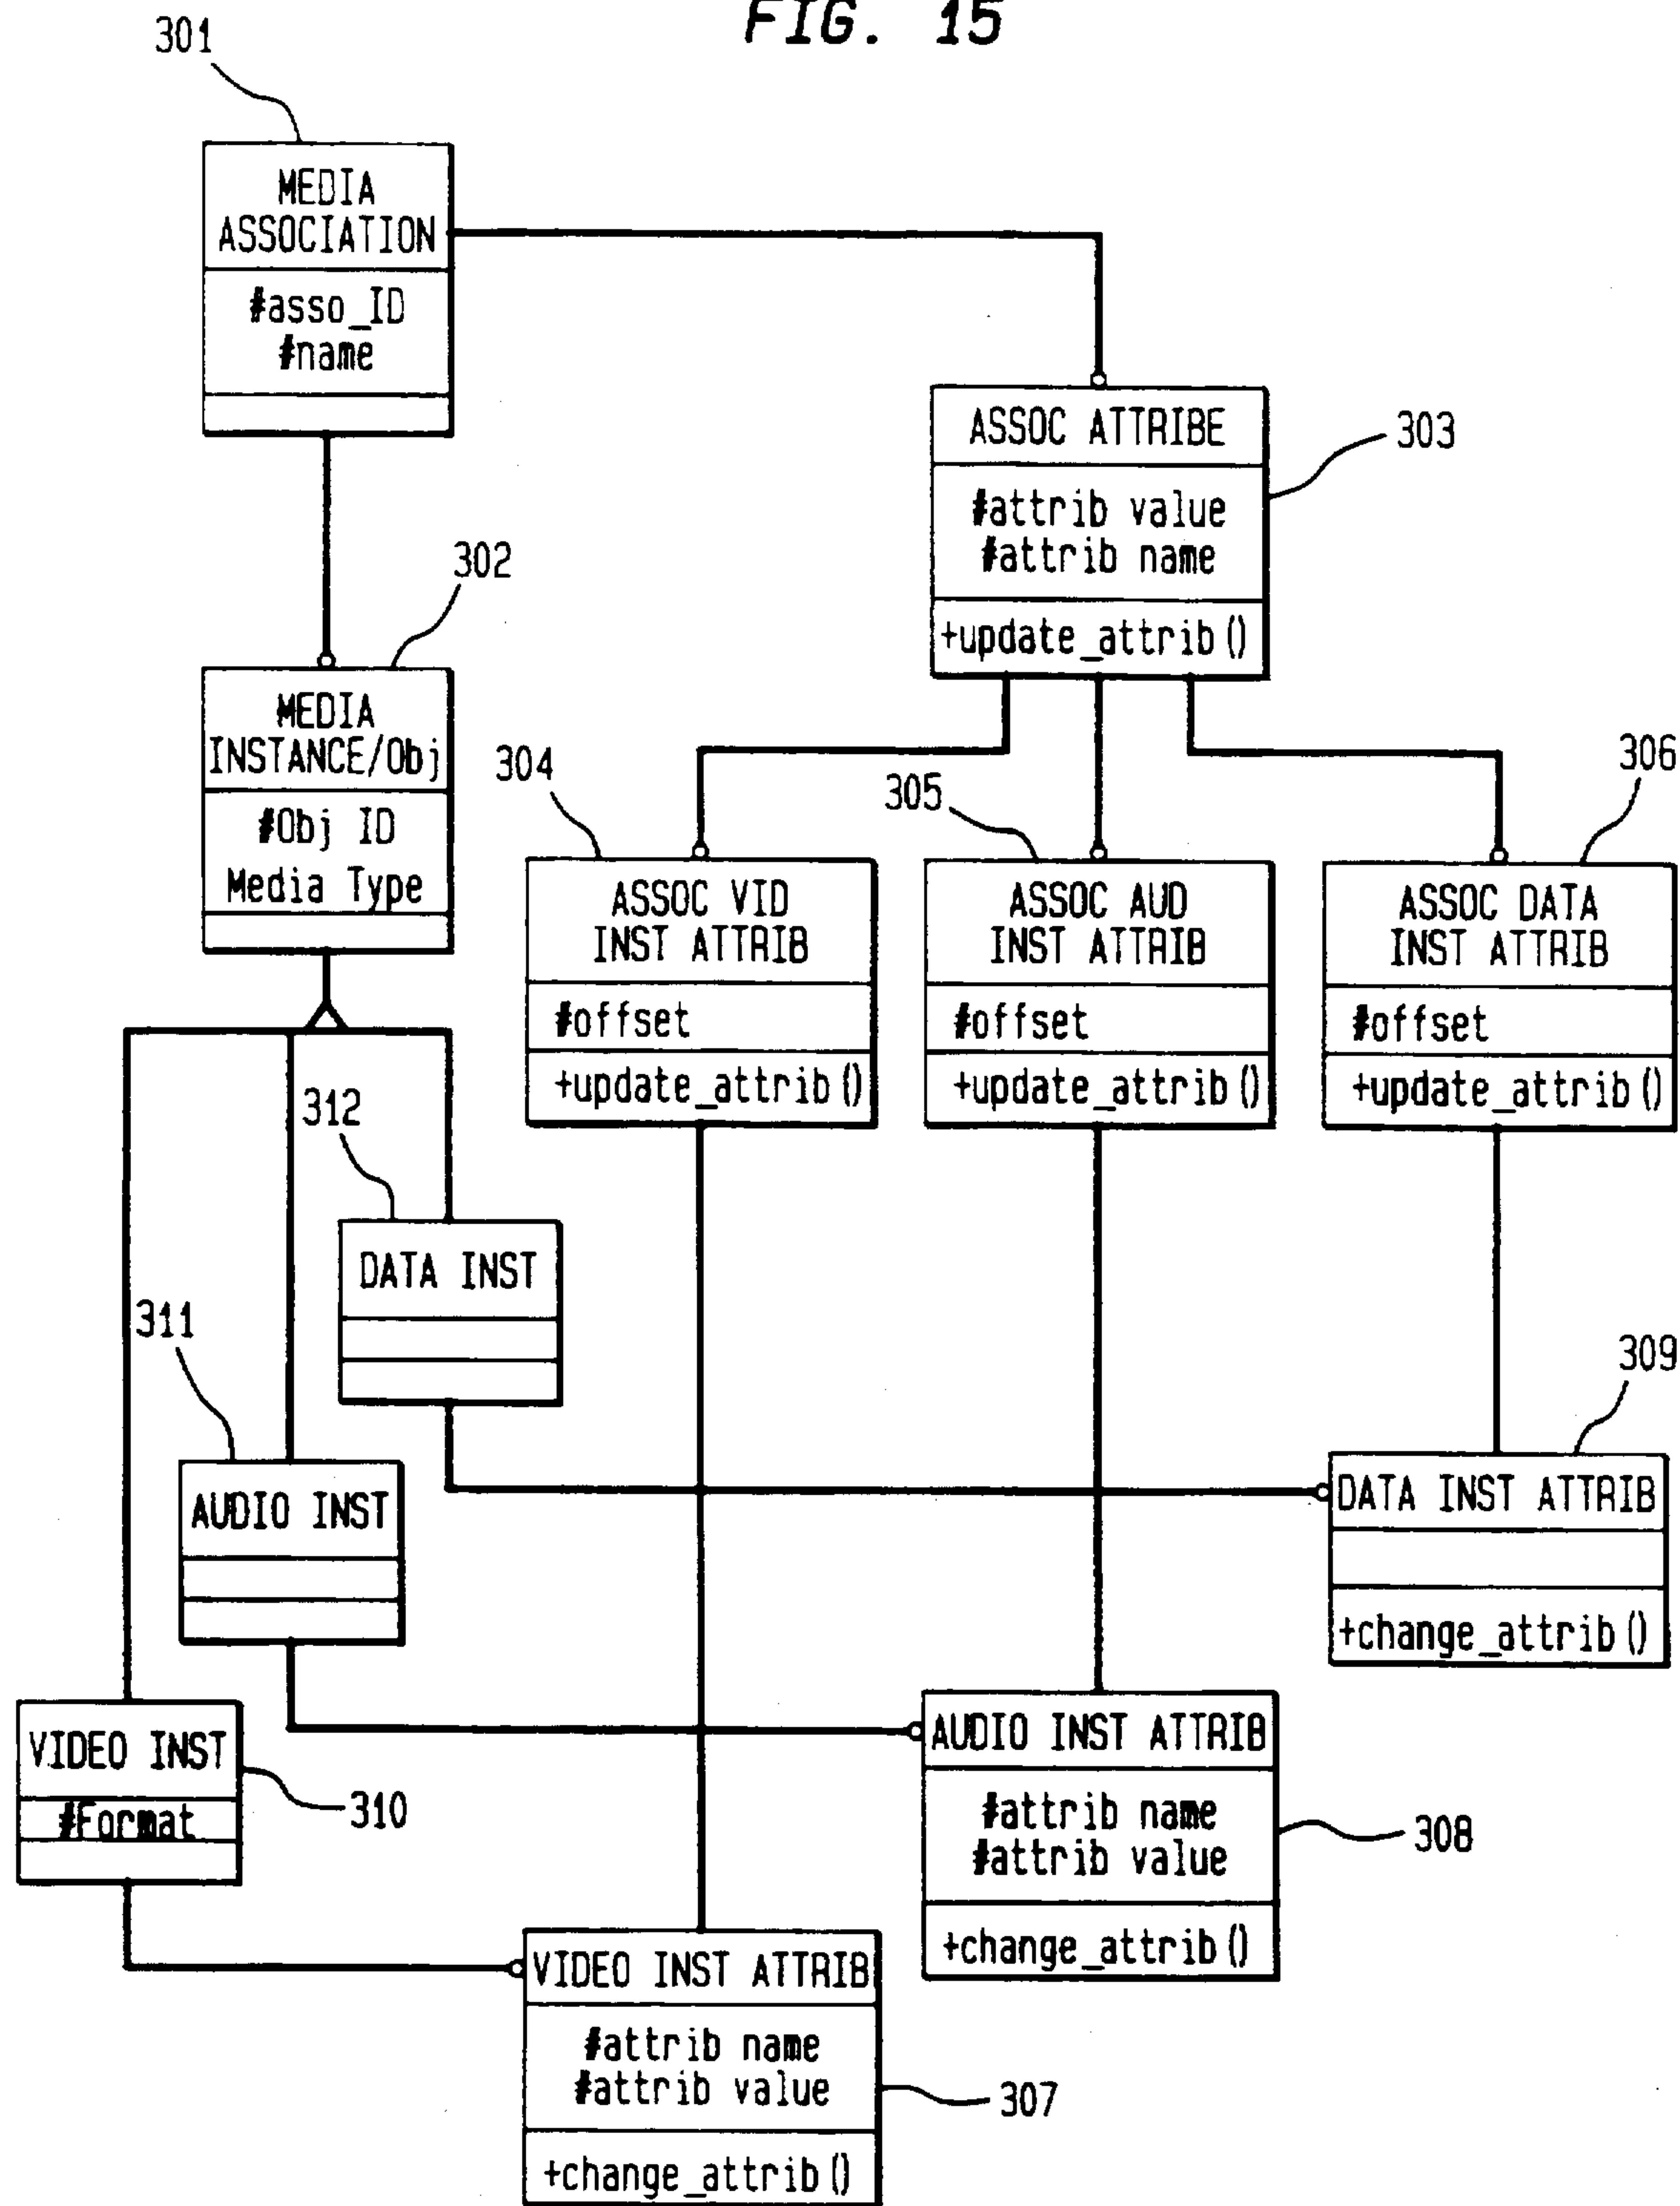 FIG. 15
301
MEDIA
ASSOCIATION
#asso_ID
#name
ASSOC ATTRIBE
#attrib value
#attrib name
+update_attrib()
303
302
MEDIA
INSTANCE/Obj
#Obj ID
Media Type
304
ASSOC VID
INST ATTRIB
#offset
+update_attrib()
305
ASSOC AUD
INST ATTRIB
#offset
+update_attrib()
306
ASSOC DATA
INST ATTRIB
#offset
+update_attrib()
312
DATA INST
311
AUDIO INST
309
DATA INST ATTRIB
+change_attrib()
VIDEO INST
#Format
310
AUDIO INST ATTRIB
#attrib name
#attrib value
+change_attrib()
308
VIDEO INST ATTRIB
#attrib name
#attrib value
+change_attrib()
307